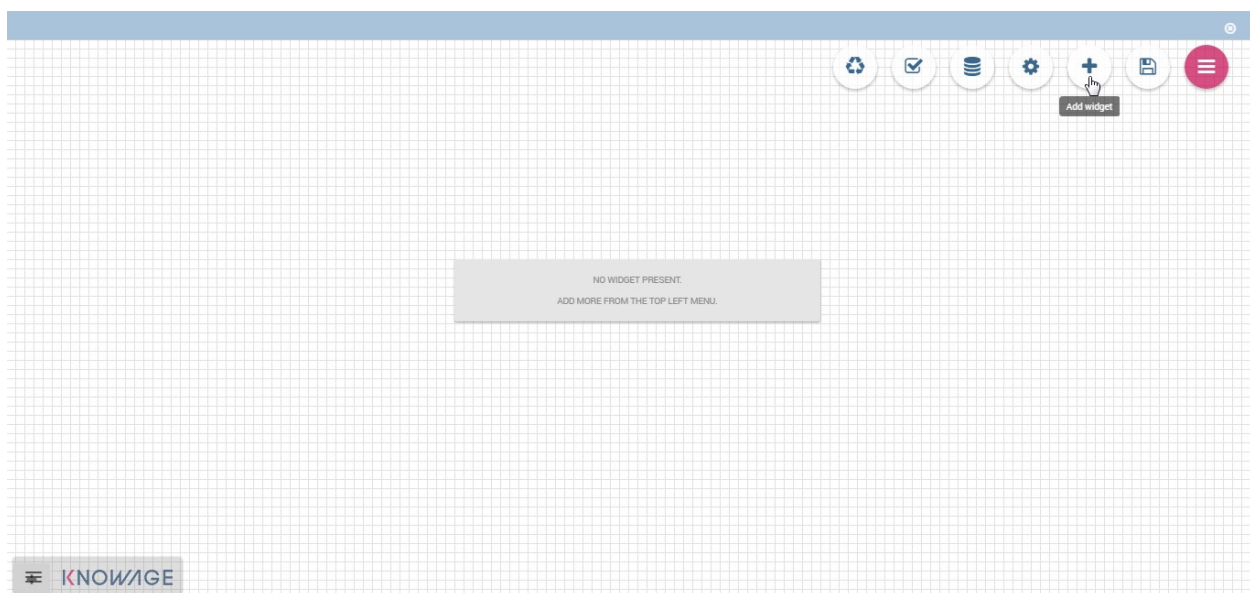 Add widget
NO WIDGET PRESENT.
ADD MORE FROM THE TOP LEFT MENU.
KNOWAGE